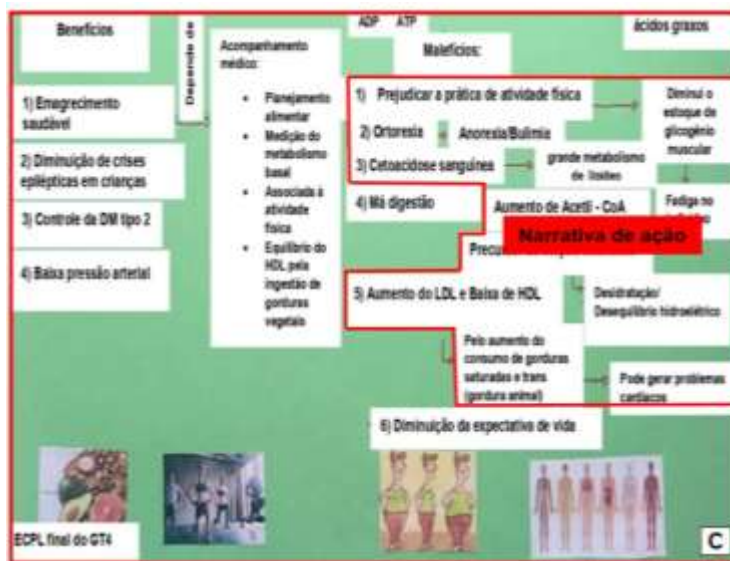 Benefícios
Depende de
Acompanhamento
médico:
• Planejamento
alimentar
• Medição do
metabolismo
basal
• Associada à
atividade
física
• Equilíbrio do
HDL pela
ingestão de
gorduras
vegetais
1) Emagrecimento
saudável
2) Diminuição de crises
epilépticas em crianças
3) Controle da DM tipo 2
4) Baixa pressão arterial
ADP ATP
Malefícios:
ácidos graxos
1) Prejudicar a prática de atividade física
Diminui o
estoque de
glicogênio
muscular
2) Ortoresia
Anorexia/Bulimia
3) Cetoacidose sanguínea
grande metabolismo
de
4) Má digestão
Aumento de Acetil - CoA
Fadiga no
Narrativa de ação
5) Aumento do LDL e Baixa de HDL
Desidratação/
Desequilíbrio hidroelétrico
Pelo aumento do
consumo de gorduras
saturadas e trans
(gordura animal)
Pode gerar problemas
cardíacos
6) Diminuição da expectativa de vida
ECPL final do GT4
C